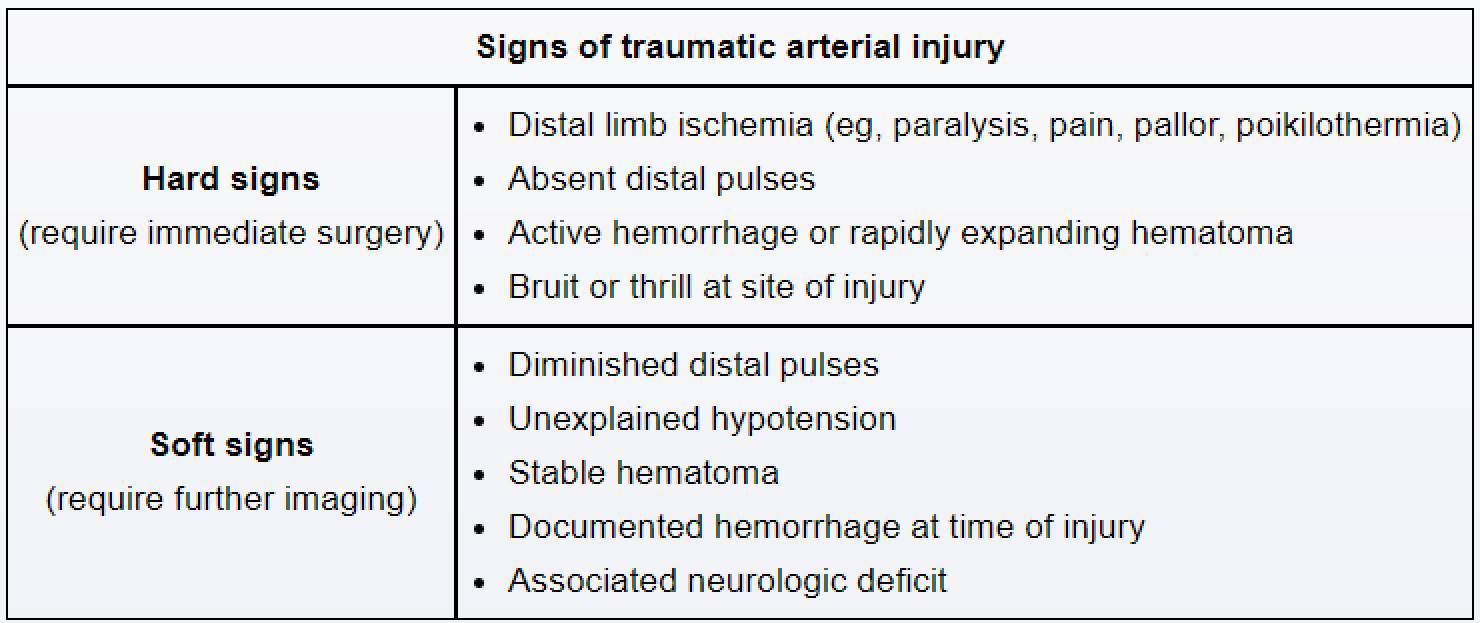 Signs of traumatic arterial injury
Hard signs
(require immediate surgery)
• Distal limb ischemia (eg, paralysis, pain, pallor, poikilothermia)
• Absent distal pulses
• Active hemorrhage or rapidly expanding hematoma
• Bruit or thrill at site of injury
Soft signs
(require further imaging)
• Diminished distal pulses
• Unexplained hypotension
• Stable hematoma
• Documented hemorrhage at time of injury
• Associated neurologic deficit